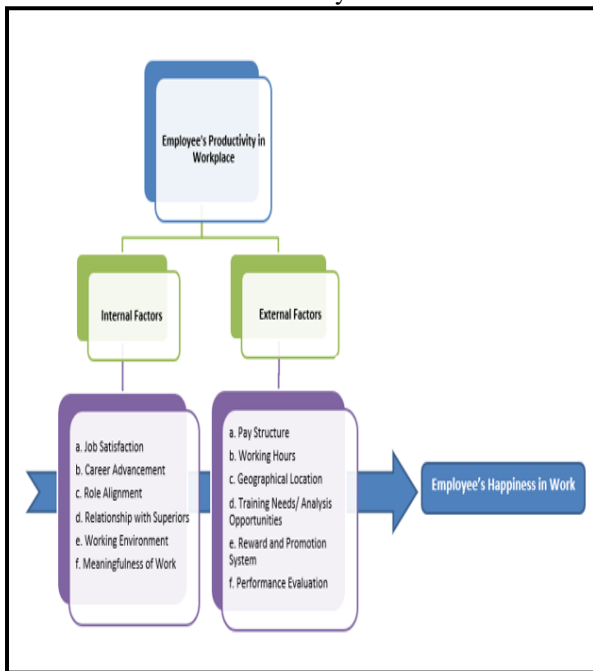 Employee's Productivity in
Workplace
Internal Factors
External Factors
a. Job Satisfaction
b. Career Advancement
c. Role Alignment
d. Relationship with Superiors
e. Working Environment
f. Meaningfulness of Work
a. Pay Structure
b. Working Hours
c. Geographical Location
d. Training Needs/ Analysis
Opportunities
e. Reward and Promotion
System
f. Performance Evaluation
Employee's Happiness in Work